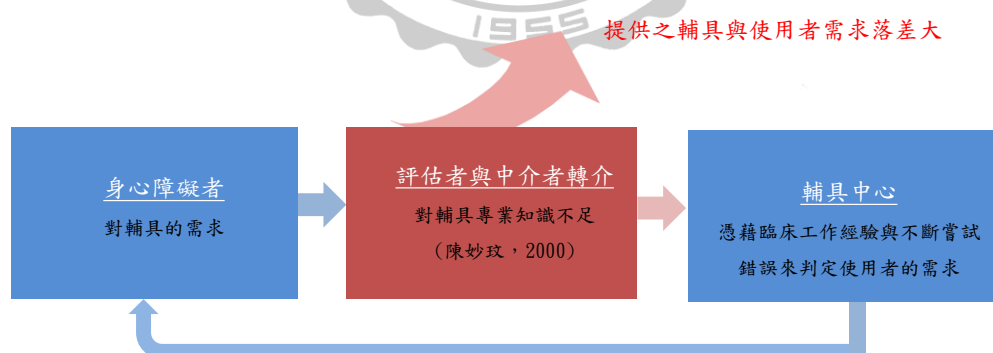 1955
提供之輔具與使用者需求落差大
身心障礙者
對輔具的需求
評估者與中介者轉介
對輔具專業知識不足
(陳妙玟，2000)
輔具中心
憑藉臨床工作經驗與不斷嘗試
錯誤來判定使用者的需求